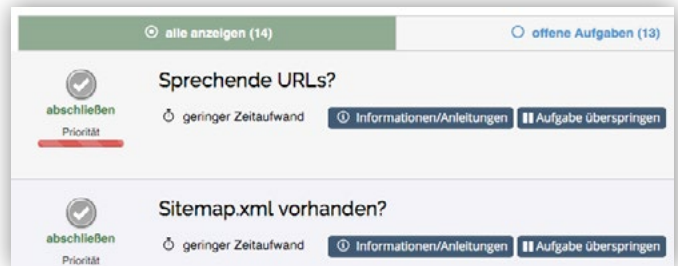 alle anzeigen (14)
offene Aufgaben (13)
Sprechende URLs?
abschließen
geringer Zeitaufwand
Informationen/Anleitungen
Aufgabe überspringen
Priorität
Sitemap.xml vorhanden?
abschließen
geringer Zeitaufwand
Informationen/Anleitungen
Aufgabe überspringen
Priorität